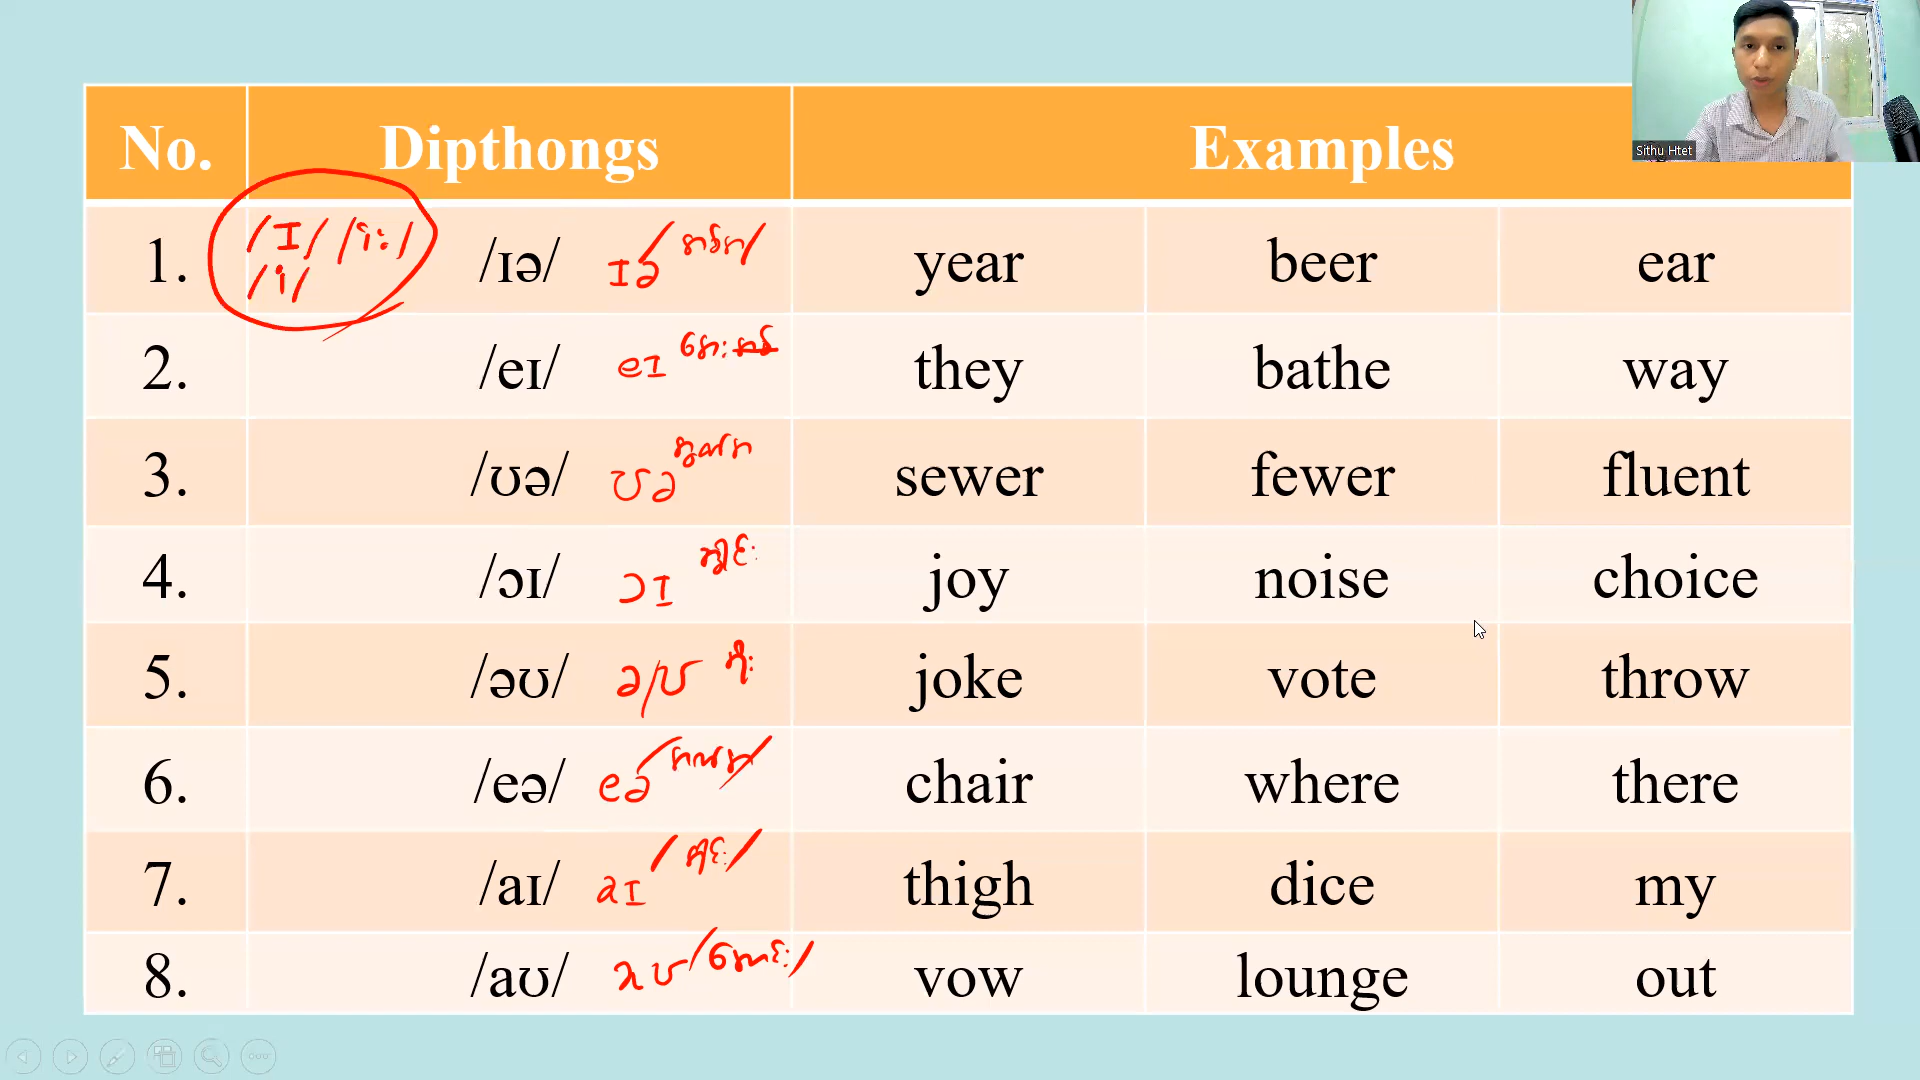 Sithu Htet
No. Dipthongs Examples
/I/ /i:/
/i/
1. /ɪə/ ɪə year beer ear
2. /eɪ/ eɪ they bathe way
3. /ʊə/ ʊə sewer fewer fluent
4. /ɔɪ/ ɔɪ joy noise choice
5. /əʊ/ ə/ʊ joke vote throw
6. /eə/ eə chair where there
7. /aɪ/ aɪ thigh dice my
8. /aʊ/ vow lounge out